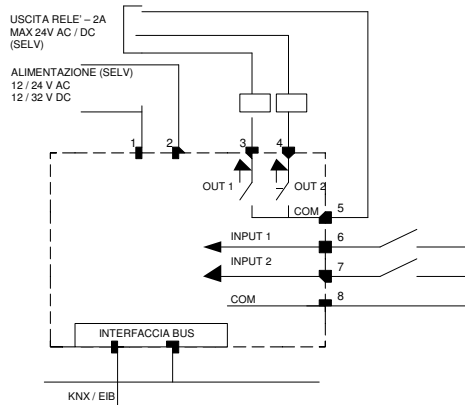 USCITA RELE' – 2A
MAX 24V AC / DC
(SELV)
ALIMENTAZIONE (SELV)
12 / 24 V AC
12 / 32 V DC
1
2
3
4
OUT 1
OUT 2
COM
5
INPUT 1
6
INPUT 2
7
COM
8
INTERFACCIA BUS
KNX / EIB